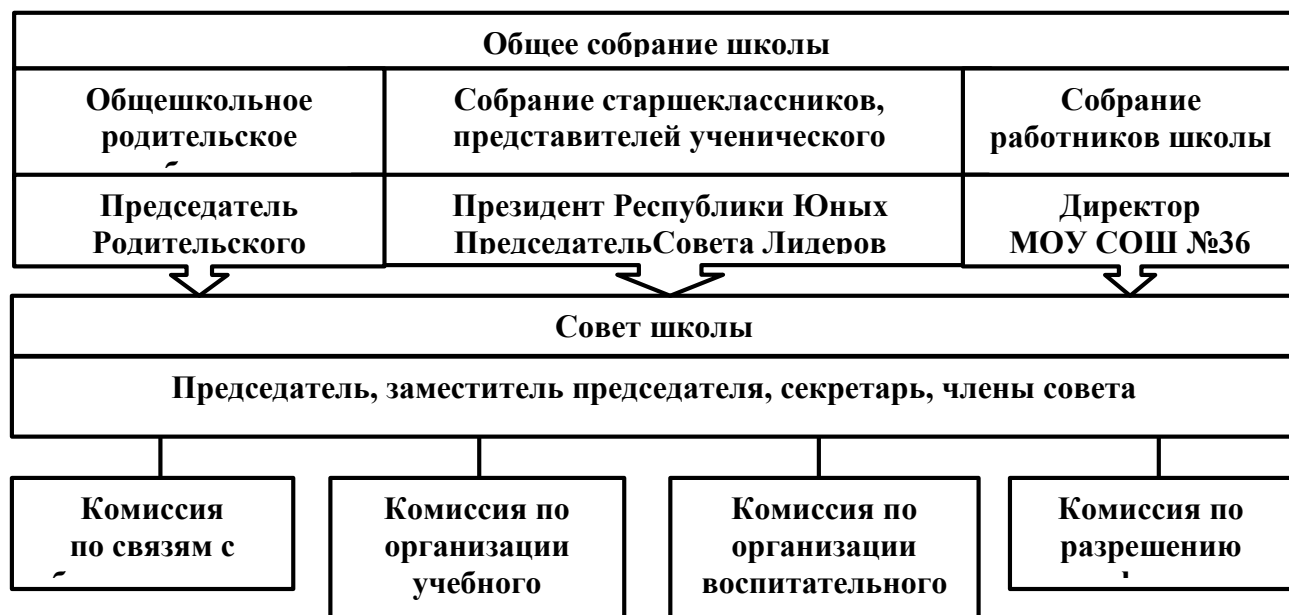 Общее собрание школы
Общешкольное
родительское
Собрание старшеклассников,
представителей ученического
Собрание
работников школы
Председатель
Родительского
Президент Республики Юных
ПредседательСовета Лидеров
Директор
МОУ СОШ №36
Совет школы
Председатель, заместитель председателя, секретарь, члены совета
Комиссия
по связям с
Комиссия по
организации
учебного
Комиссия по
организации
воспитательного
Комиссия по
разрешению